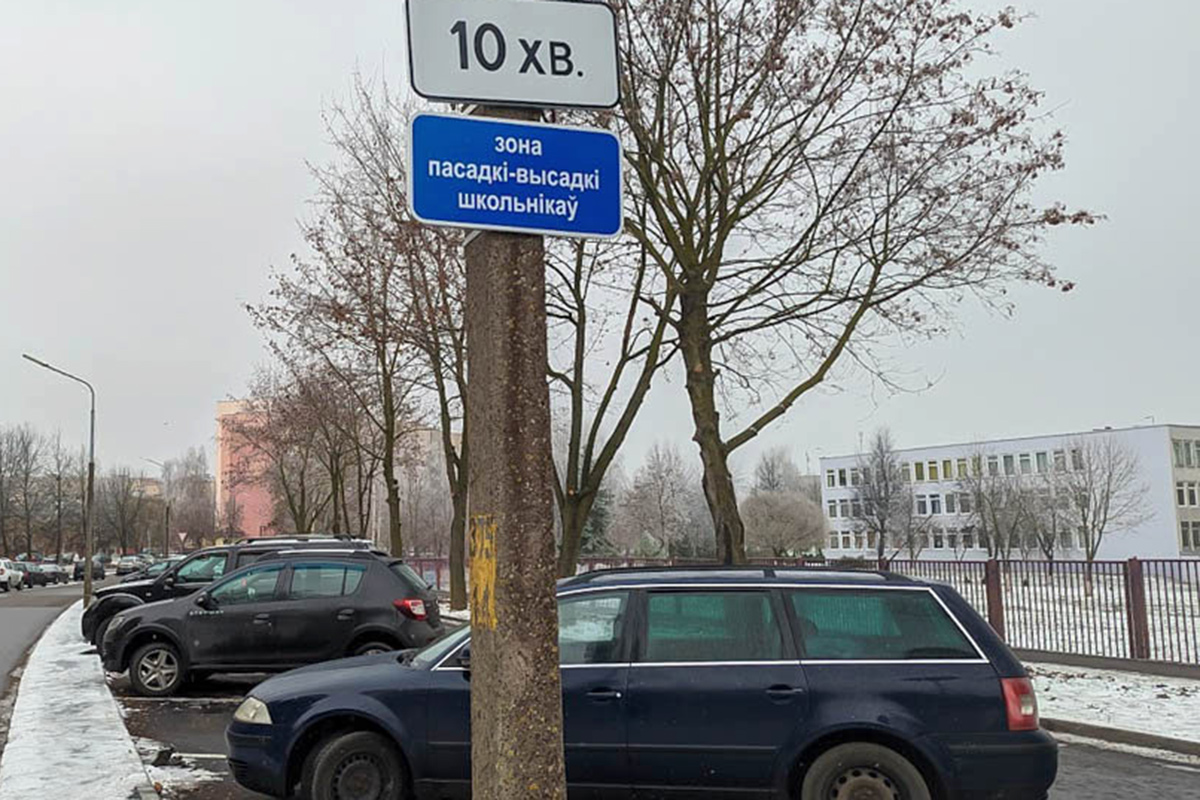 10 хв.
зона
пасадкі-высадкі
школьнікаў